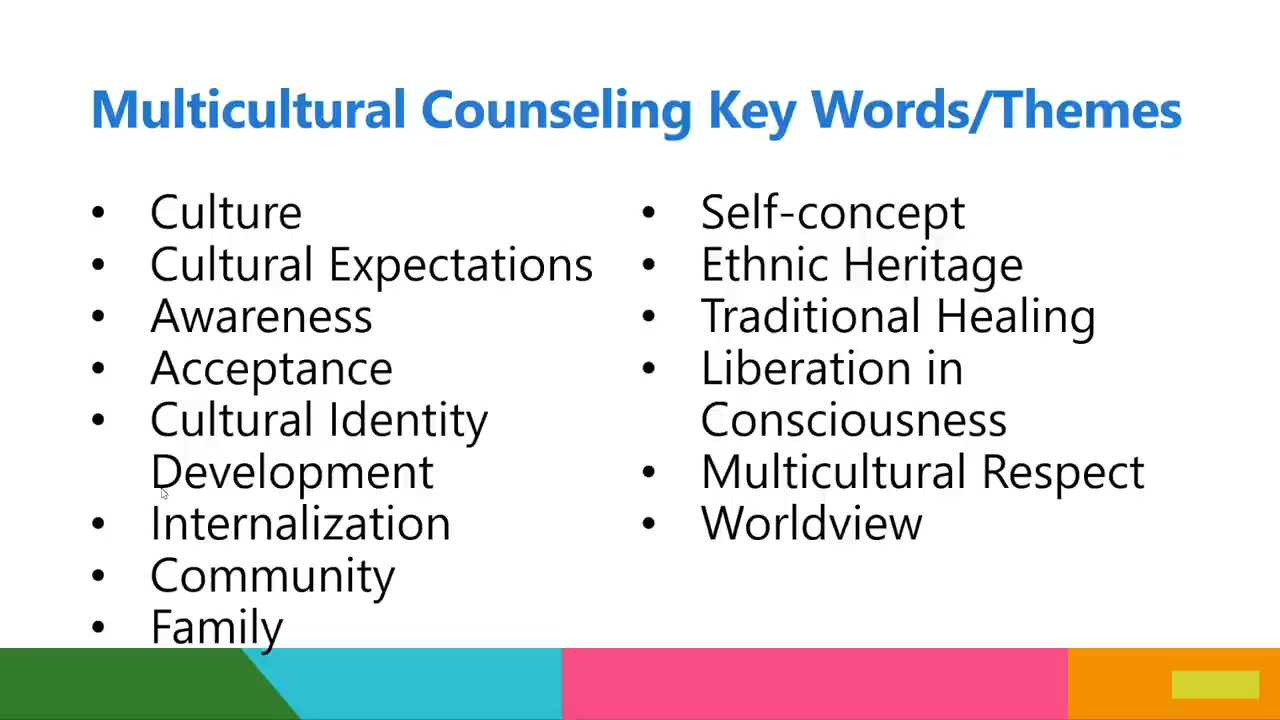 Multicultural Counseling Key Words/Themes
• Culture
• Cultural Expectations
• Awareness
• Acceptance
• Cultural Identity
Development
• Internalization
• Community
• Family
• Self-concept
• Ethnic Heritage
• Traditional Healing
• Liberation in
Consciousness
• Multicultural Respect
• Worldview